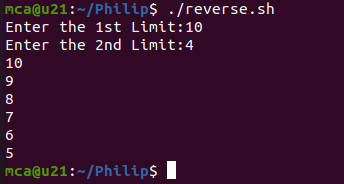 mca@u21:~/Philip$ ./reverse.sh
Enter the 1st Limit:10
Enter the 2nd Limit:4
10
9
8
7
6
5
mca@u21:~/Philip$